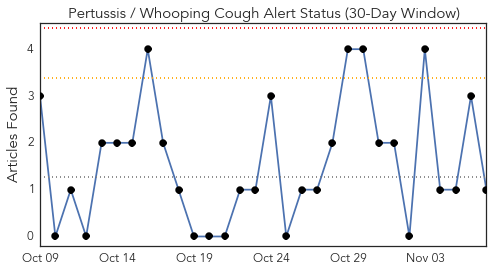 Pertussis / Whooping Cough Alert Status (30-Day Window)
Articles Found
4
3
2
1
0
Oct 09 Oct 14 Oct 19 Oct 24 Oct 29 Nov 03